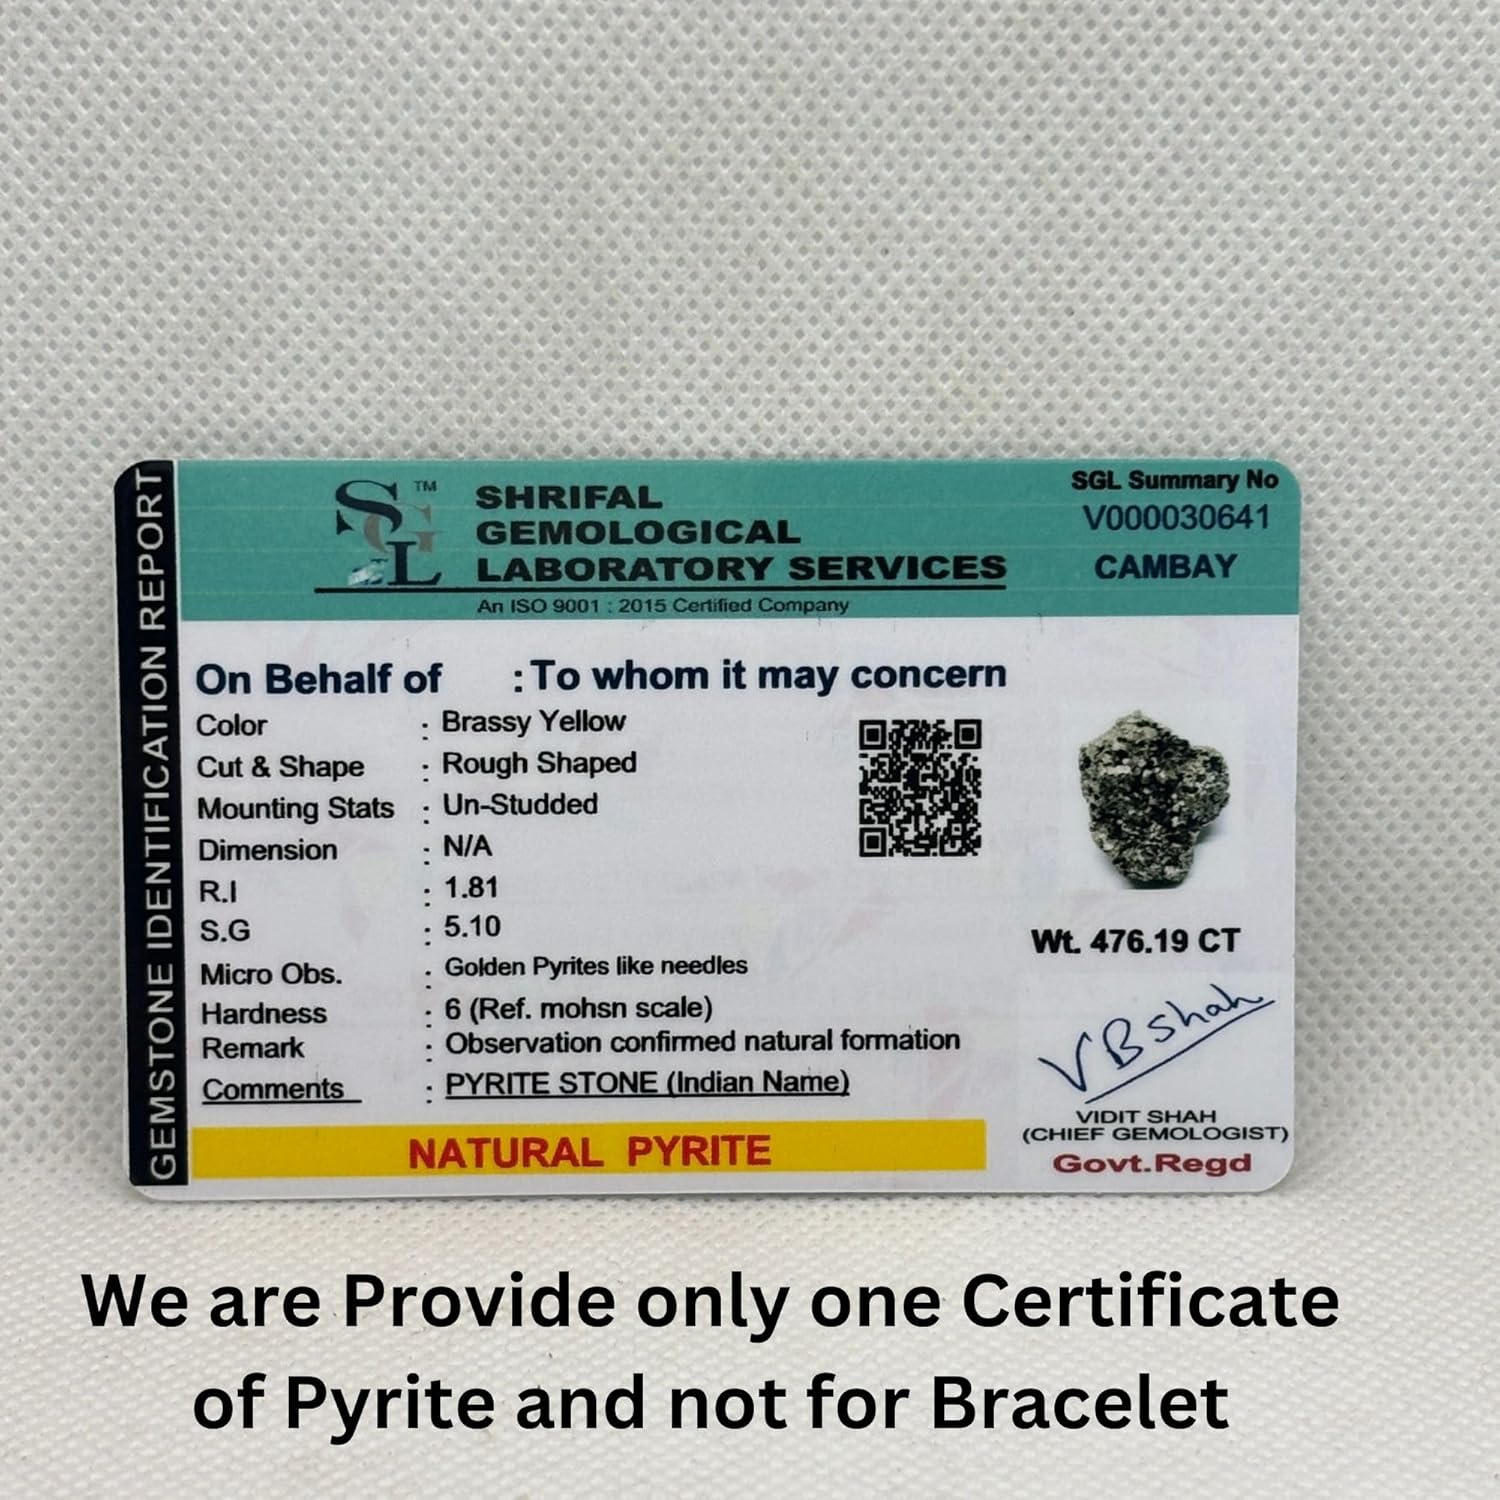 GEMSTONE IDENTIFICATION REPORT
SGL
TM
SHRIFAL
GEMOLOGICAL
LABORATORY SERVICES
An ISO 9001 : 2015 Certified Company
SGL Summary No
V000030641
CAMBAY
On Behalf of : To whom it may concern
Color : Brassy Yellow
Cut & Shape : Rough Shaped
Mounting Stats : Un-Studded
Dimension : N/A
R.I : 1.81
S.G : 5.10
Micro Obs. : Golden Pyrites like needles
Hardness : 6 (Ref. mohsn scale)
Remark : Observation confirmed natural formation
Comments : PYRITE STONE (Indian Name)
NATURAL PYRITE
Wt. 476.19 CT
VBshah
VIDIT SHAH
(CHIEF GEMOLOGIST)
Govt.Regd
We are Provide only one Certificate
of Pyrite and not for Bracelet